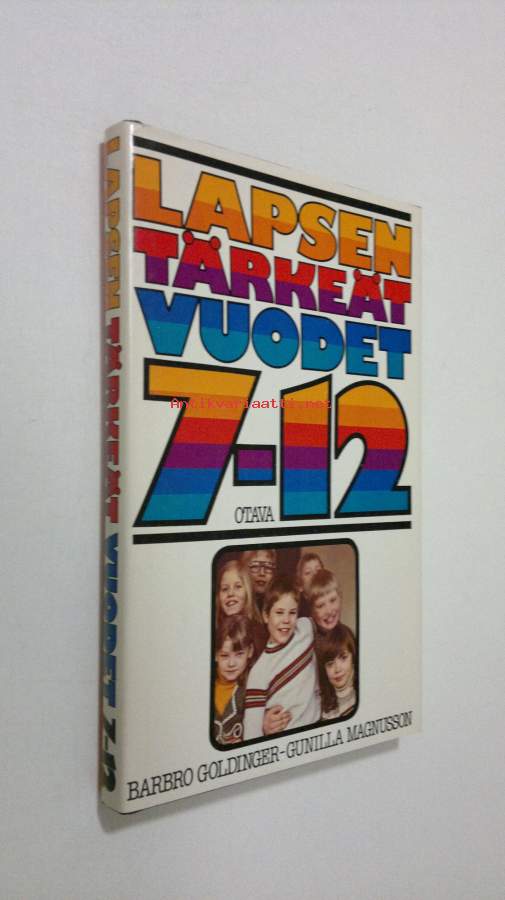 LAPSEN
TÄRKEÄT
VUODET
7-12
Antikvariaatti.net
OTAVA
BARBRO GOLDINGER-GUNILLA MAGNUSSON
LAPSEN TÄRKEÄT VUODET 7-12